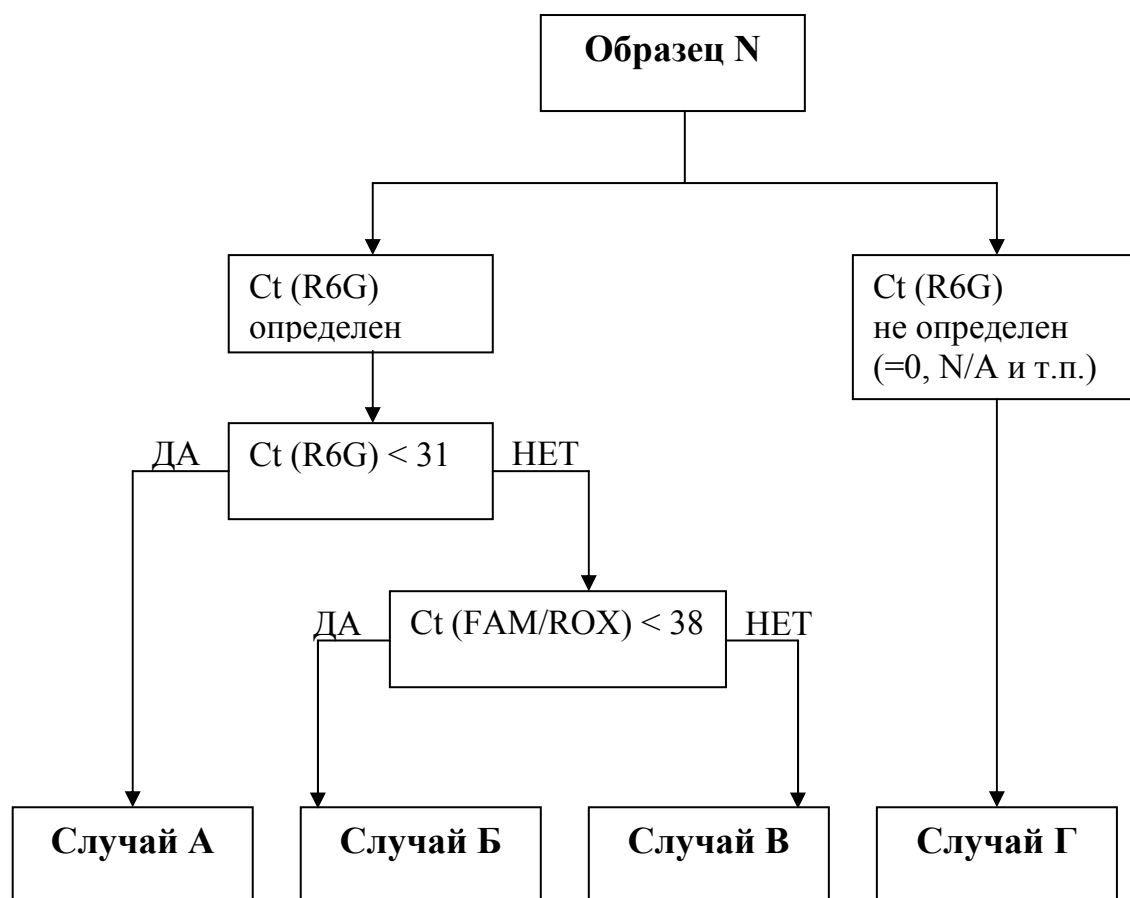 Образец N
Ct (R6G)
определен
Ct (R6G)
не определен
(=0, N/A и т.п.)
ДА
Ct (R6G) < 31
НЕТ
ДА
Ct (FAM/ROX) < 38
НЕТ
Случай А
Случай Б
Случай В
Случай Г